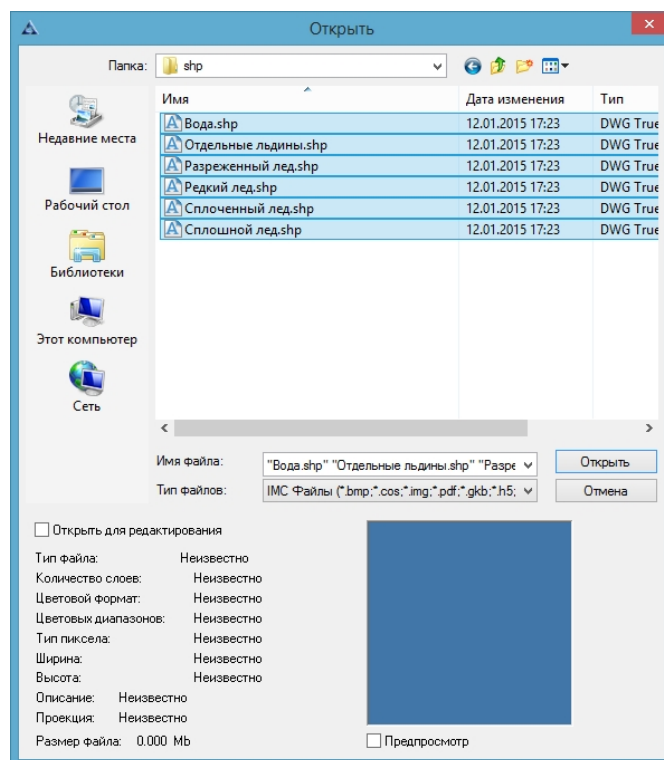 Открыть
Папка: shp
Недавние места
Рабочий стол
Библиотеки
Этот компьютер
Сеть
Имя Дата изменения Тип
Вода.shp 12.01.2015 17:23 DWG True
Отдельные льдины.shp 12.01.2015 17:23 DWG True
Разреженный лед.shp 12.01.2015 17:23 DWG True
Редкий лед.shp 12.01.2015 17:23 DWG True
Сплоченный лед.shp 12.01.2015 17:23 DWG True
Сплошной лед.shp 12.01.2015 17:23 DWG True
Имя файла: "Вода.shp" "Отдельные льдины.shp" "Разре Открыть
Тип файлов: IMC Файлы (*.bmp;*.cos;*.img;*.pdf;*.gkb;*.h5; Отмена
Открыть для редактирования
Тип файла: Неизвестно
Количество слоев: Неизвестно
Цветовой формат: Неизвестно
Цветовых диапазонов: Неизвестно
Тип пиксела: Неизвестно
Ширина: Неизвестно
Высота: Неизвестно
Описание: Неизвестно
Проекция: Неизвестно
Размер файла: 0.000 Mb
Предпросмотр